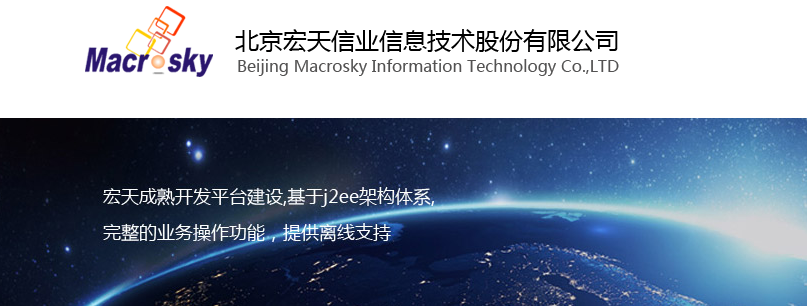 Macrosky
北京宏天信业信息技术股份有限公司
Beijing Macrosky Information Technology Co.,LTD
宏天成熟开发平台建设,基于j2ee架构体系,
完整的业务操作功能，提供离线支持